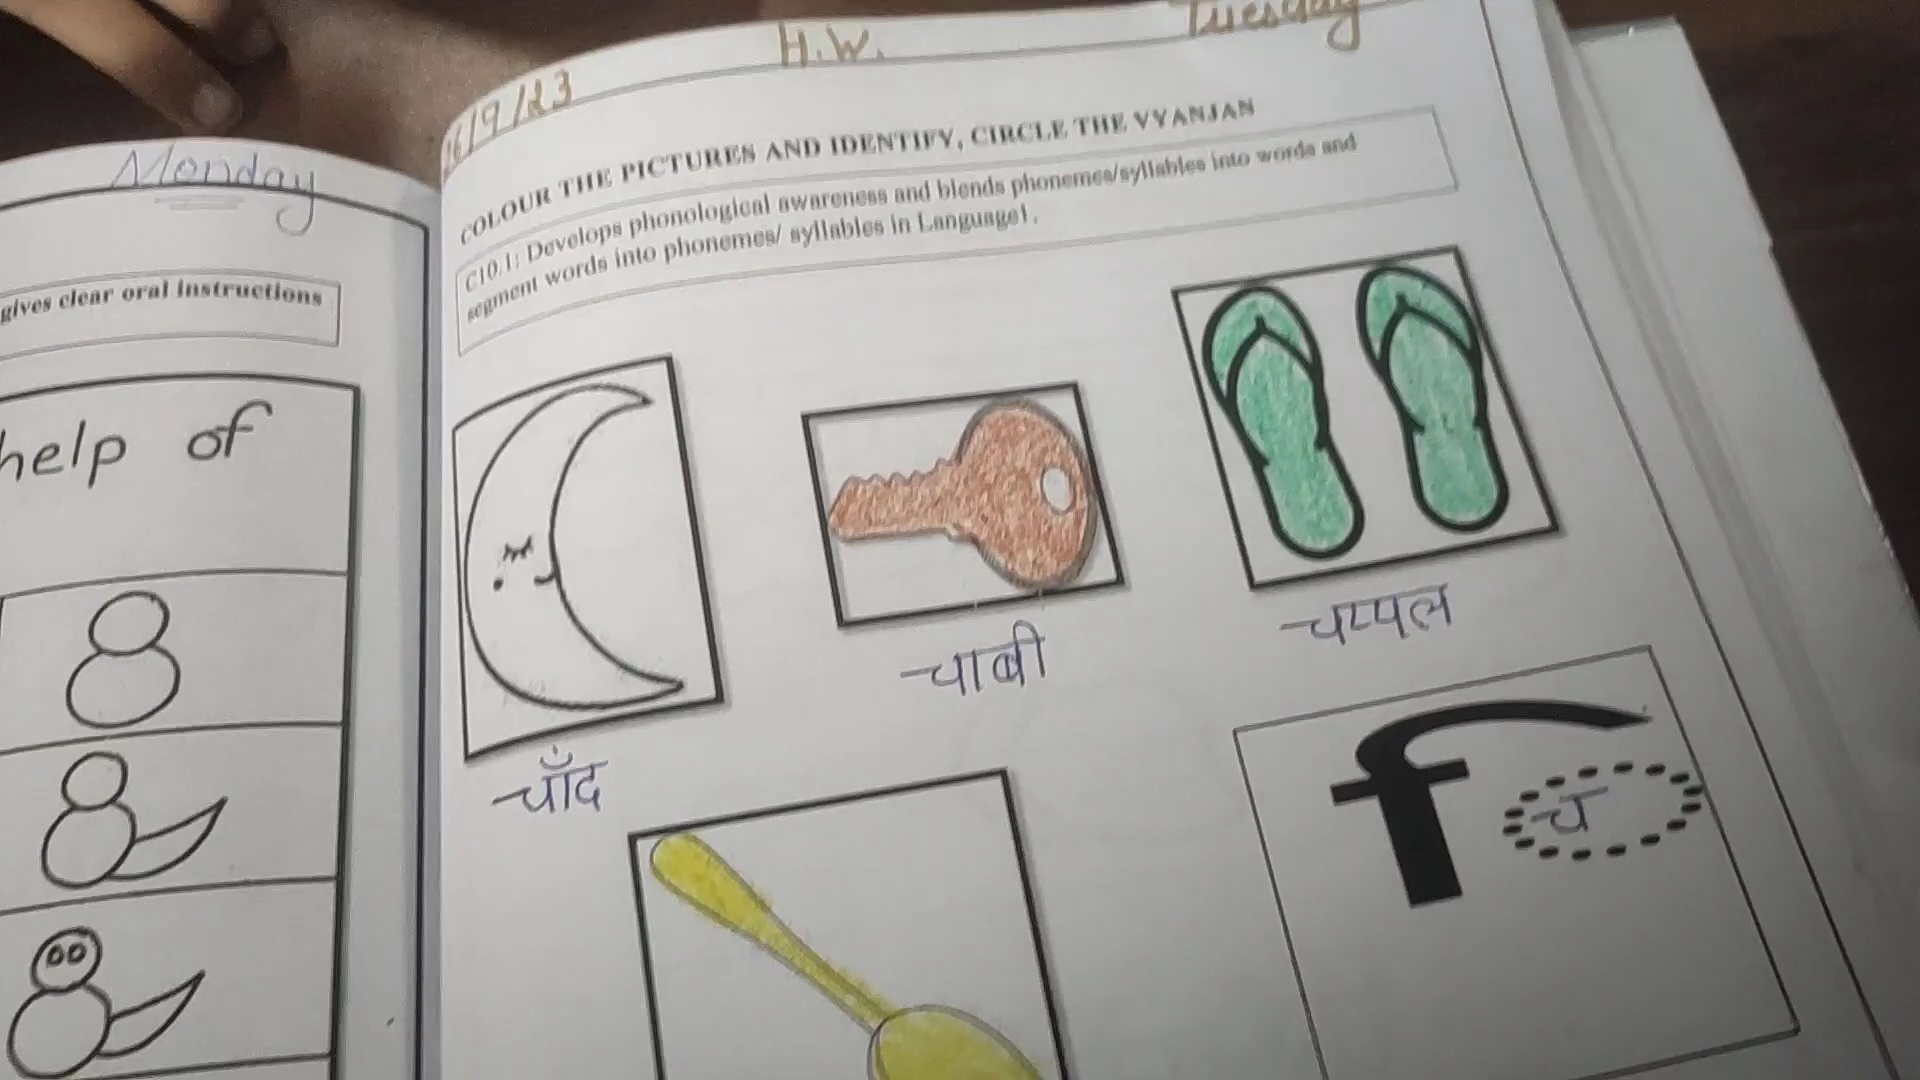 Monday
gives clear oral instructions
help of
H.W.
Tuesday
26/9/23
COLOUR THE PICTURES AND IDENTIFY, CIRCLE THE VYANJAN
C10.1: Develops phonological awareness and blends phonemes/syllables into words and
segment words into phonemes/ syllables in Language1.
चाँद
चाबी
चप्पल
च